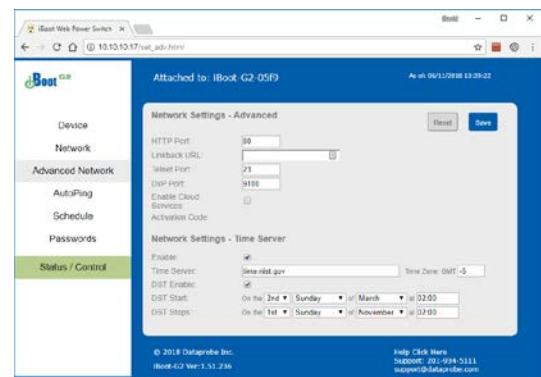 iBoot Web Power Switch
10.10.10.17/set_adv.html
iBoot G2
Attached to: iBoot-G2-05f9
As of: 06/11/2018 13:29:22
Device
Network
Advanced Network
AutoPing
Schedule
Passwords
Status / Control
Network Settings - Advanced
Reset
Save
HTTP Port: 80
Linkback URL:
Telnet Port: 23
DxP Port: 9100
Enable Cloud Services:
Activation Code
Network Settings - Time Server
Enable:
Time Server: time.nist.gov Time Zone: GMT -5
DST Enable:
DST Start: On the 2nd Sunday of March at 02:00
DST Stops: On the 1st Sunday of November at 02:00
© 2018 Dataprobe Inc.
iBoot-G2 Ver:1.51.236
Help Click Here
Support: 201-934-5111
support@dataprobe.com